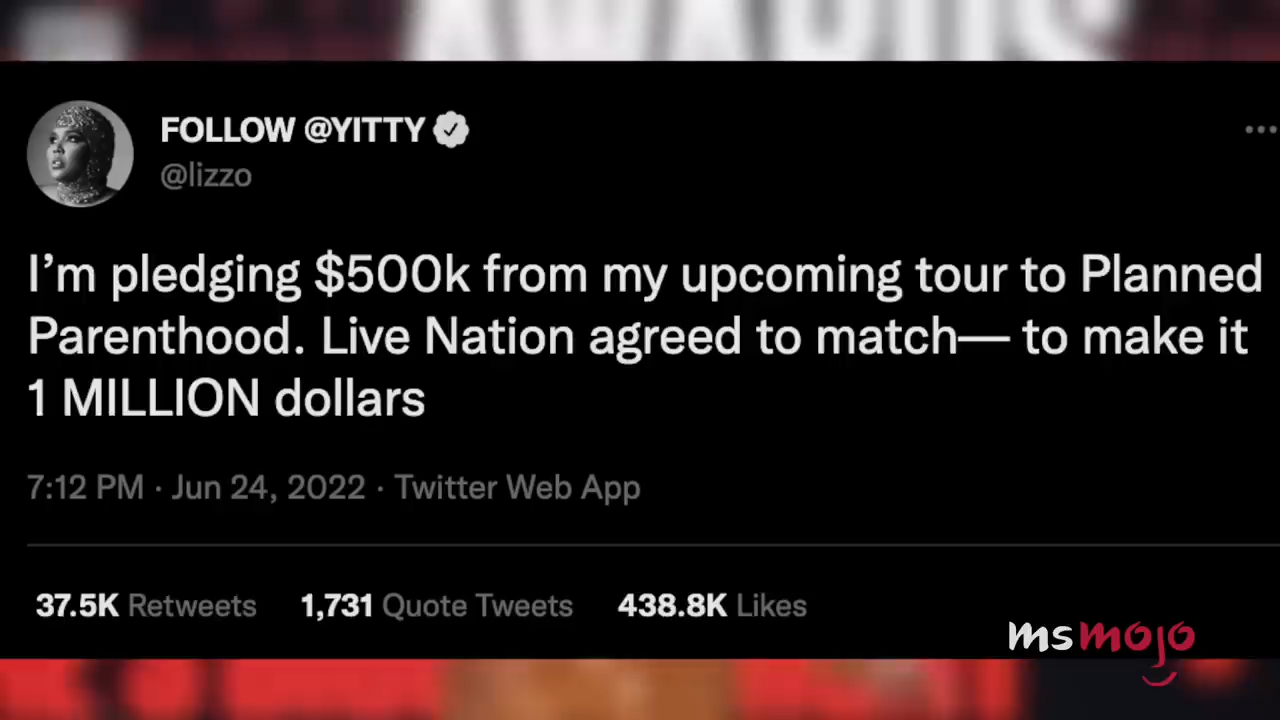 AWARDS
FOLLOW @YITTY
@lizzo
I’m pledging $500k from my upcoming tour to Planned
Parenthood. Live Nation agreed to match— to make it
1 MILLION dollars
7:12 PM · Jun 24, 2022 · Twitter Web App
37.5K Retweets 1,731 Quote Tweets 438.8K Likes
msmojo